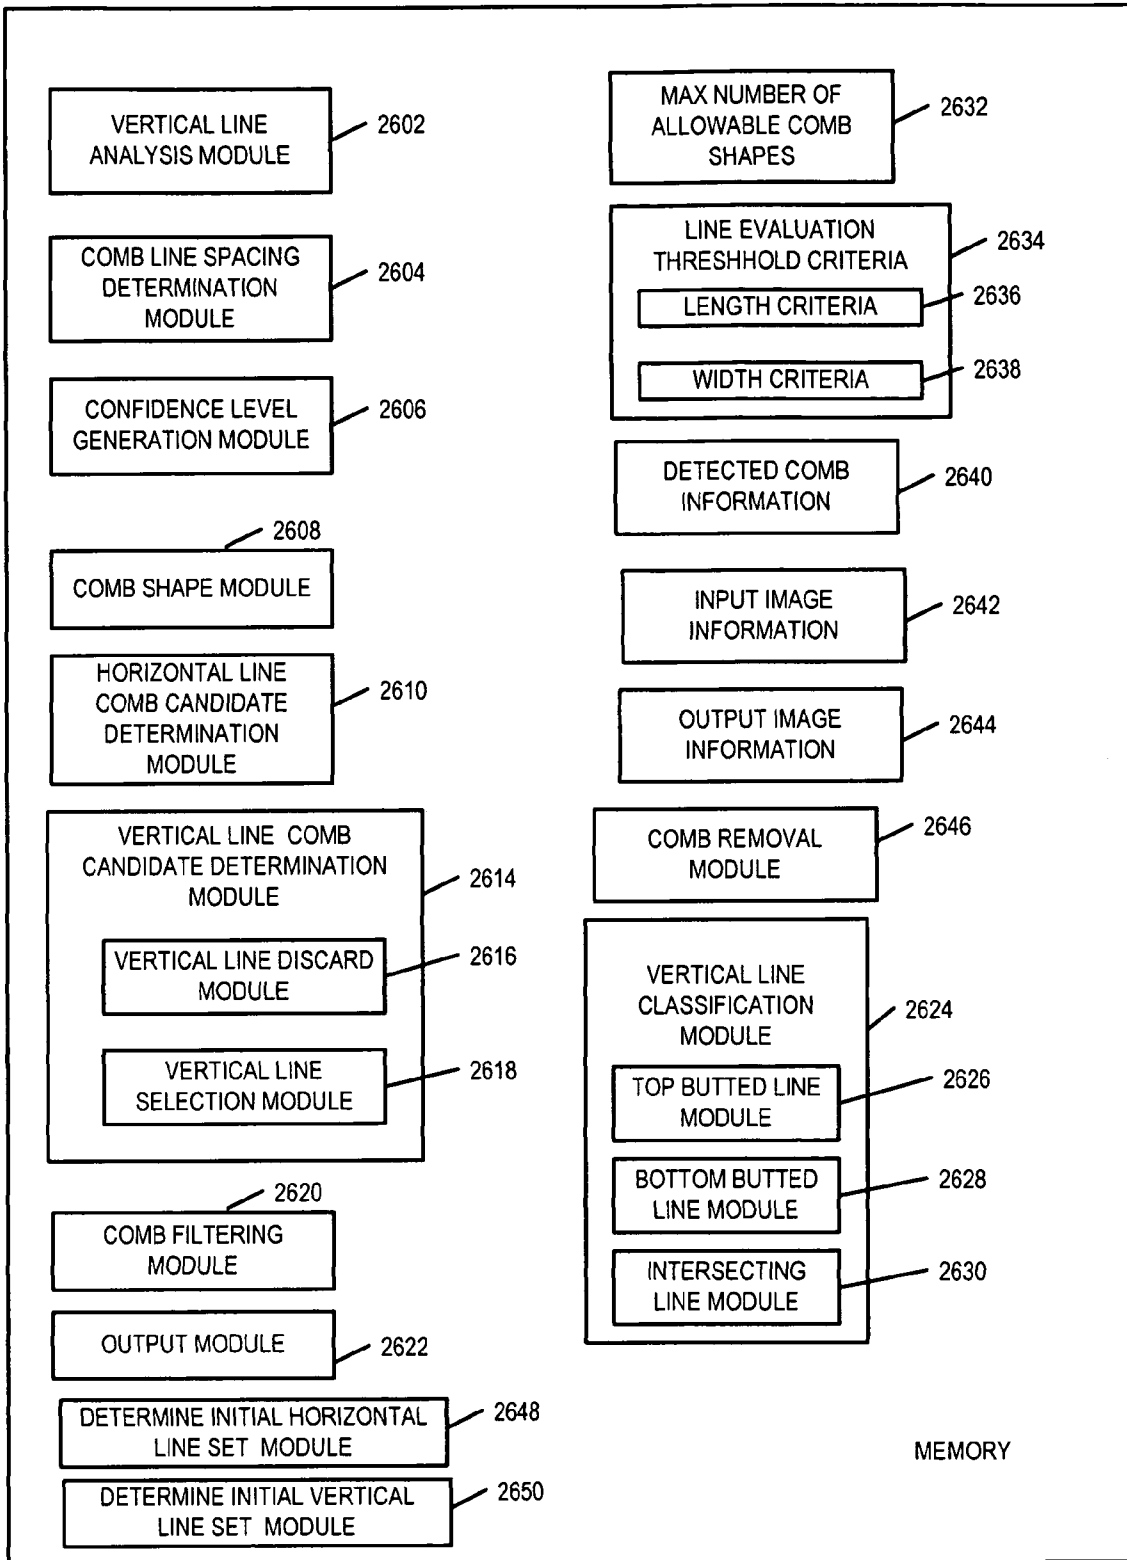 VERTICAL LINE
ANALYSIS MODULE
2602
COMB LINE SPACING
DETERMINATION
MODULE
2604
CONFIDENCE LEVEL
GENERATION MODULE
2606
2608
COMB SHAPE MODULE
HORIZONTAL LINE
COMB CANDIDATE
DETERMINATION
MODULE
2610
VERTICAL LINE COMB
CANDIDATE DETERMINATION
MODULE
2614
VERTICAL LINE DISCARD
MODULE
2616
VERTICAL LINE
SELECTION MODULE
2618
2620
COMB FILTERING
MODULE
OUTPUT MODULE
2622
DETERMINE INITIAL HORIZONTAL
LINE SET MODULE
2648
DETERMINE INITIAL VERTICAL
LINE SET MODULE
2650
MAX NUMBER OF
ALLOWABLE COMB
SHAPES
2632
LINE EVALUATION
THRESHHOLD CRITERIA
2634
LENGTH CRITERIA
2636
WIDTH CRITERIA
2638
DETECTED COMB
INFORMATION
2640
INPUT IMAGE
INFORMATION
2642
OUTPUT IMAGE
INFORMATION
2644
COMB REMOVAL
MODULE
2646
VERTICAL LINE
CLASSIFICATION
MODULE
2624
TOP BUTTED LINE
MODULE
2626
BOTTOM BUTTED
LINE MODULE
2628
INTERSECTING
LINE MODULE
2630
MEMORY